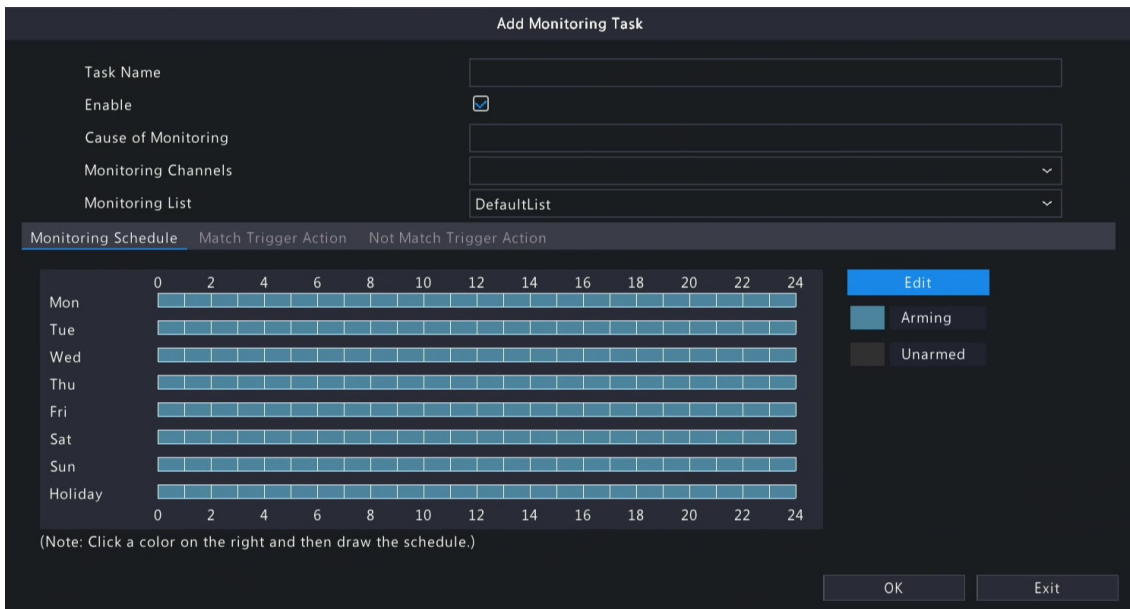 Add Monitoring Task
Task Name
Enable
Cause of Monitoring
Monitoring Channels
Monitoring List DefaultList
Monitoring Schedule Match Trigger Action Not Match Trigger Action
0 2 4 6 8 10 12 14 16 18 20 22 24 Edit
Mon
Arming
Tue
Wed Unarmed
Thu
Fri
Sat
Sun
Holiday
0 2 4 6 8 10 12 14 16 18 20 22 24
(Note: Click a color on the right and then draw the schedule.)
OK Exit